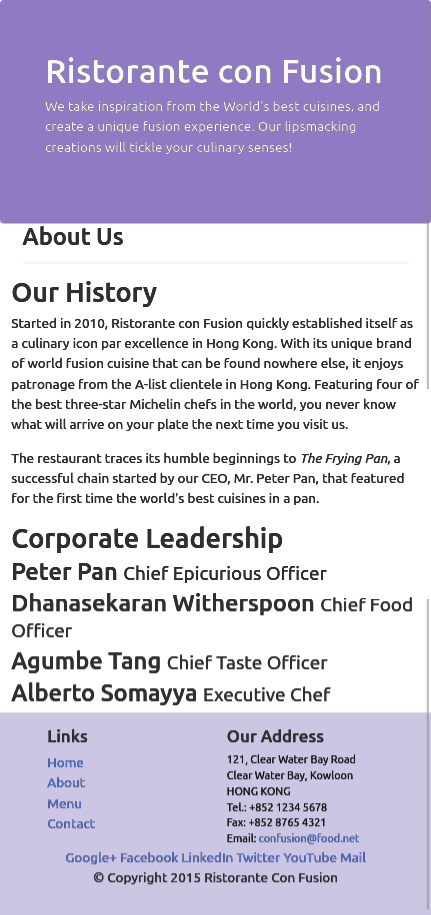 Ristorante con Fusion
We take inspiration from the World's best cuisines, and
create a unique fusion experience. Our lipsmacking
creations will tickle your culinary senses!
About Us
Our History
Started in 2010, Ristorante con Fusion quickly established itself as
a culinary icon par excellence in Hong Kong. With its unique brand
of world fusion cuisine that can be found nowhere else, it enjoys
patronage from the A-list clientele in Hong Kong. Featuring four of
the best three-star Michelin chefs in the world, you never know
what will arrive on your plate the next time you visit us.
The restaurant traces its humble beginnings to The Frying Pan, a
successful chain started by our CEO, Mr. Peter Pan, that featured
for the first time the world's best cuisines in a pan.
Corporate Leadership
Peter Pan Chief Epicurious Officer
Dhanasekaran Witherspoon Chief Food
Officer
Agumbe Tang Chief Taste Officer
Alberto Somayya Executive Chef
Links
Home
About
Menu
Contact
Our Address
121, Clear Water Bay Road
Clear Water Bay, Kowloon
HONG KONG
Tel.: +852 1234 5678
Fax: +852 8765 4321
Email: confusion@food.net
Google+ Facebook LinkedIn Twitter YouTube Mail
© Copyright 2015 Ristorante Con Fusion